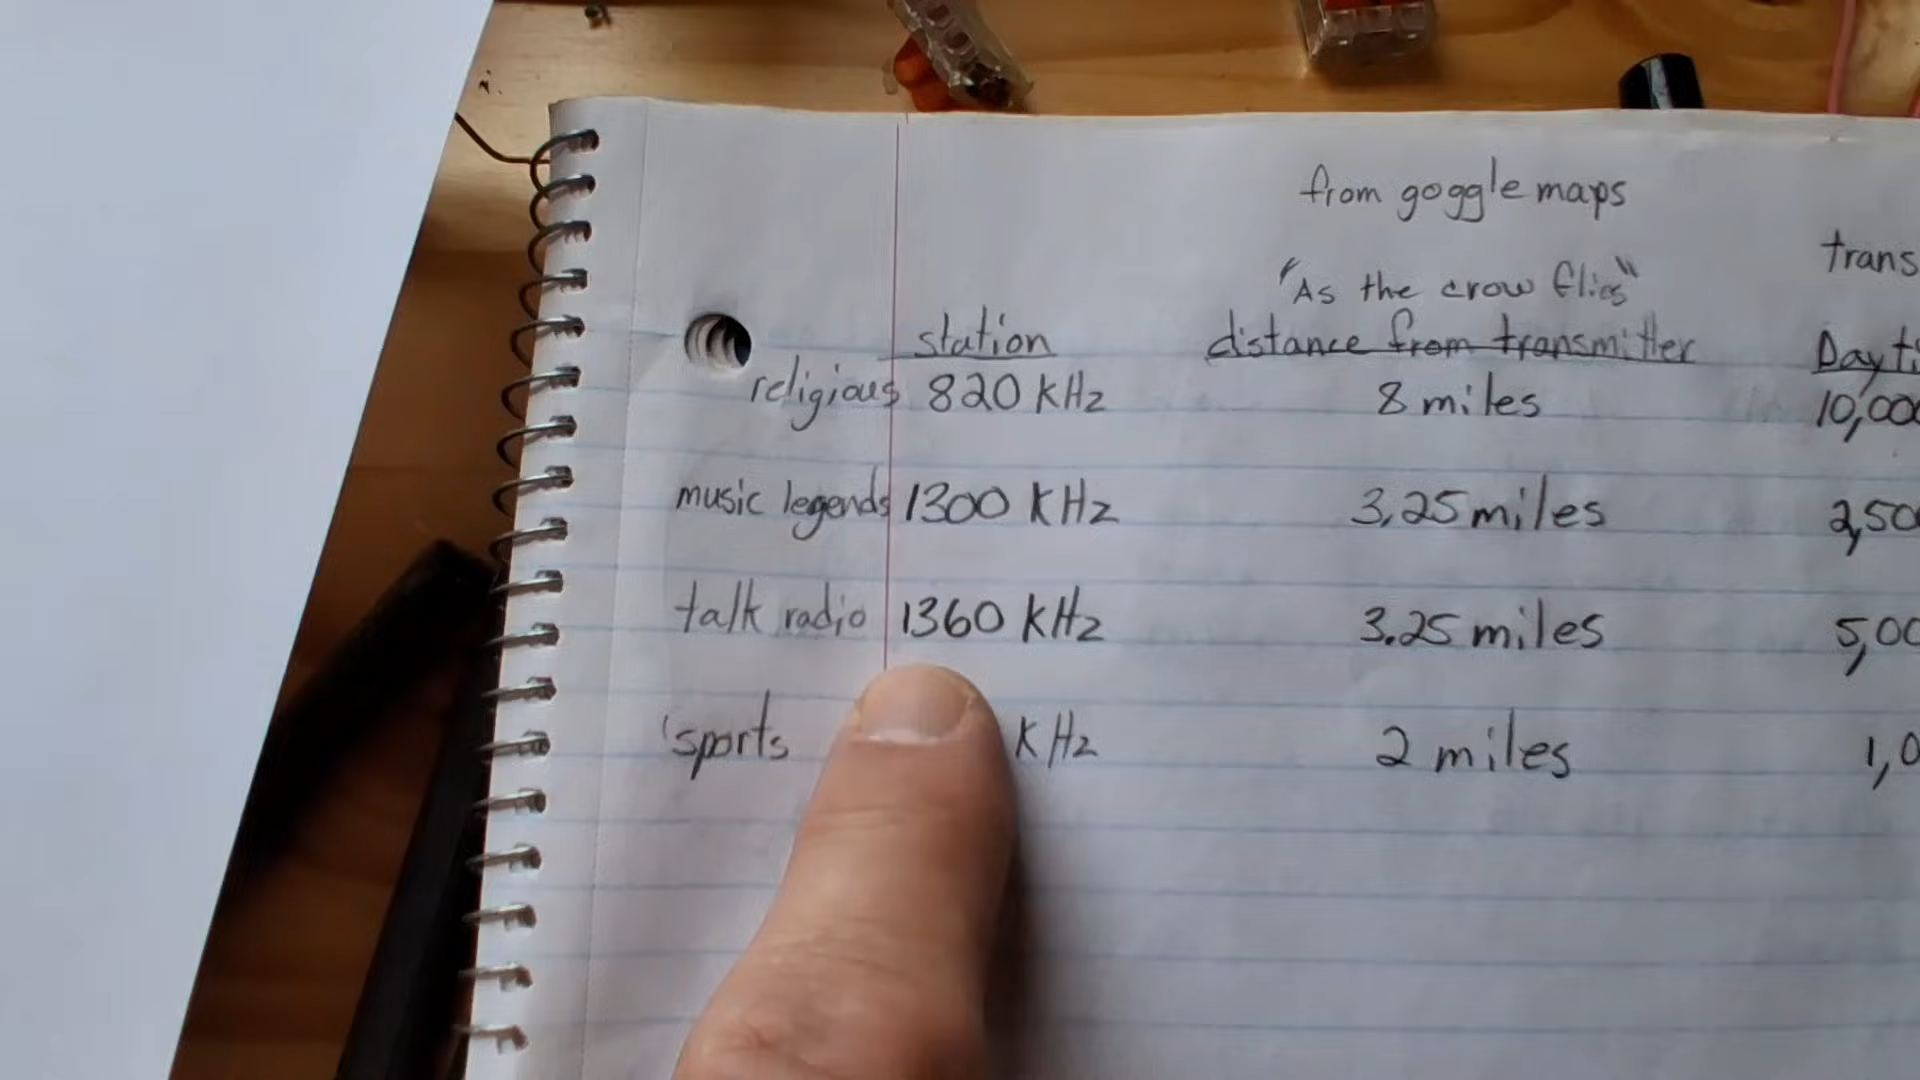 from goggle maps
trans
"As the crow flies"
station distance from transmitter Dayti
religious 820 KHz 8 miles 10,000
music legends 1300 KHz 3,25 miles 2,50
talk radio 1360 KHz 3.25 miles 5,00
sports KHz 2 miles 1,0